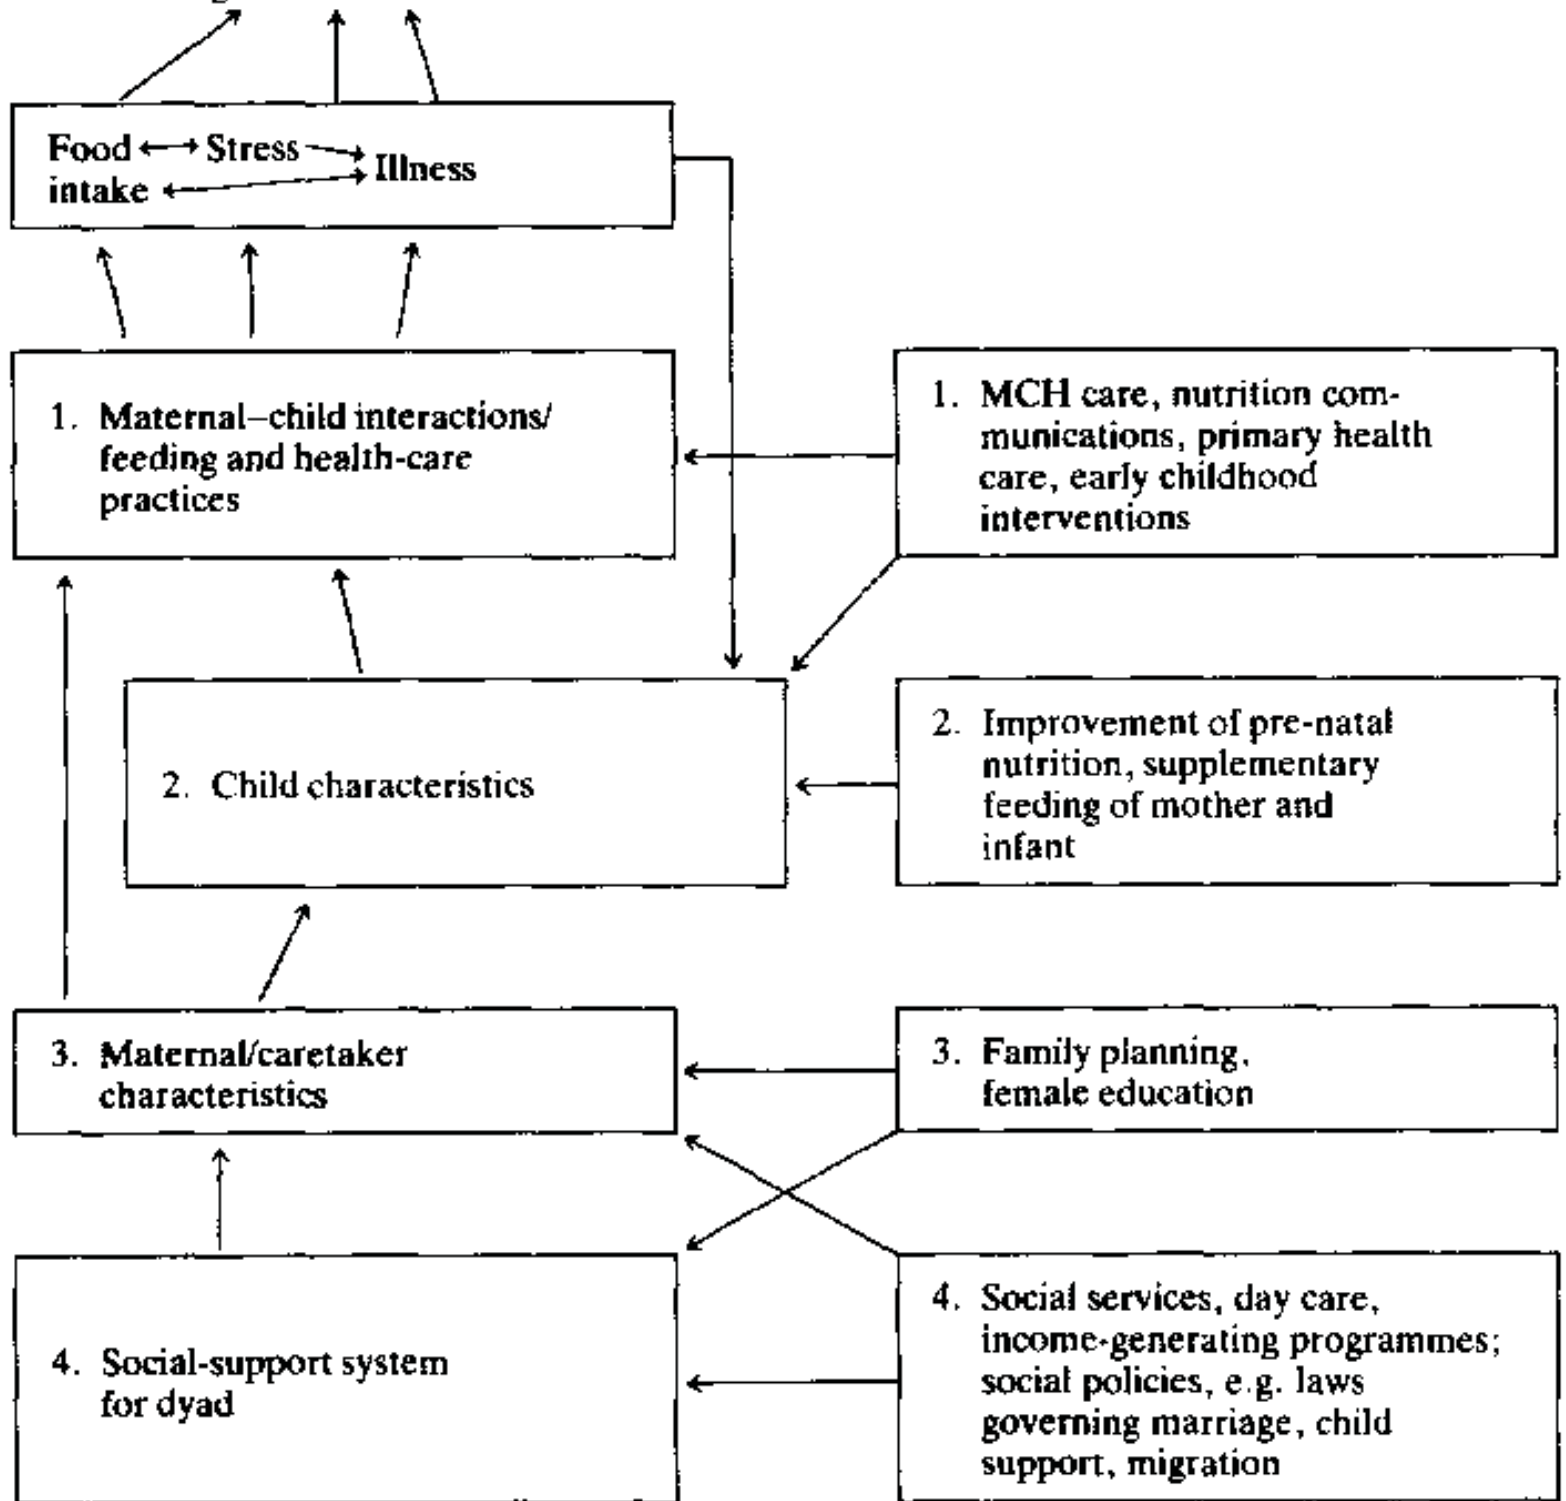 Food Stress
Illness
intake
1. Maternal–child interactions/
feeding and health-care
practices
1. MCH care, nutrition com-
munications, primary health
care, early childhood
interventions
2. Child characteristics
2. Improvement of pre-natal
nutrition, supplementary
feeding of mother and
infant
3. Maternal/caretaker
characteristics
3. Family planning,
female education
4. Social-support system
for dyad
4. Social services, day care,
income-generating programmes;
social policies, e.g. laws
governing marriage, child
support, migration